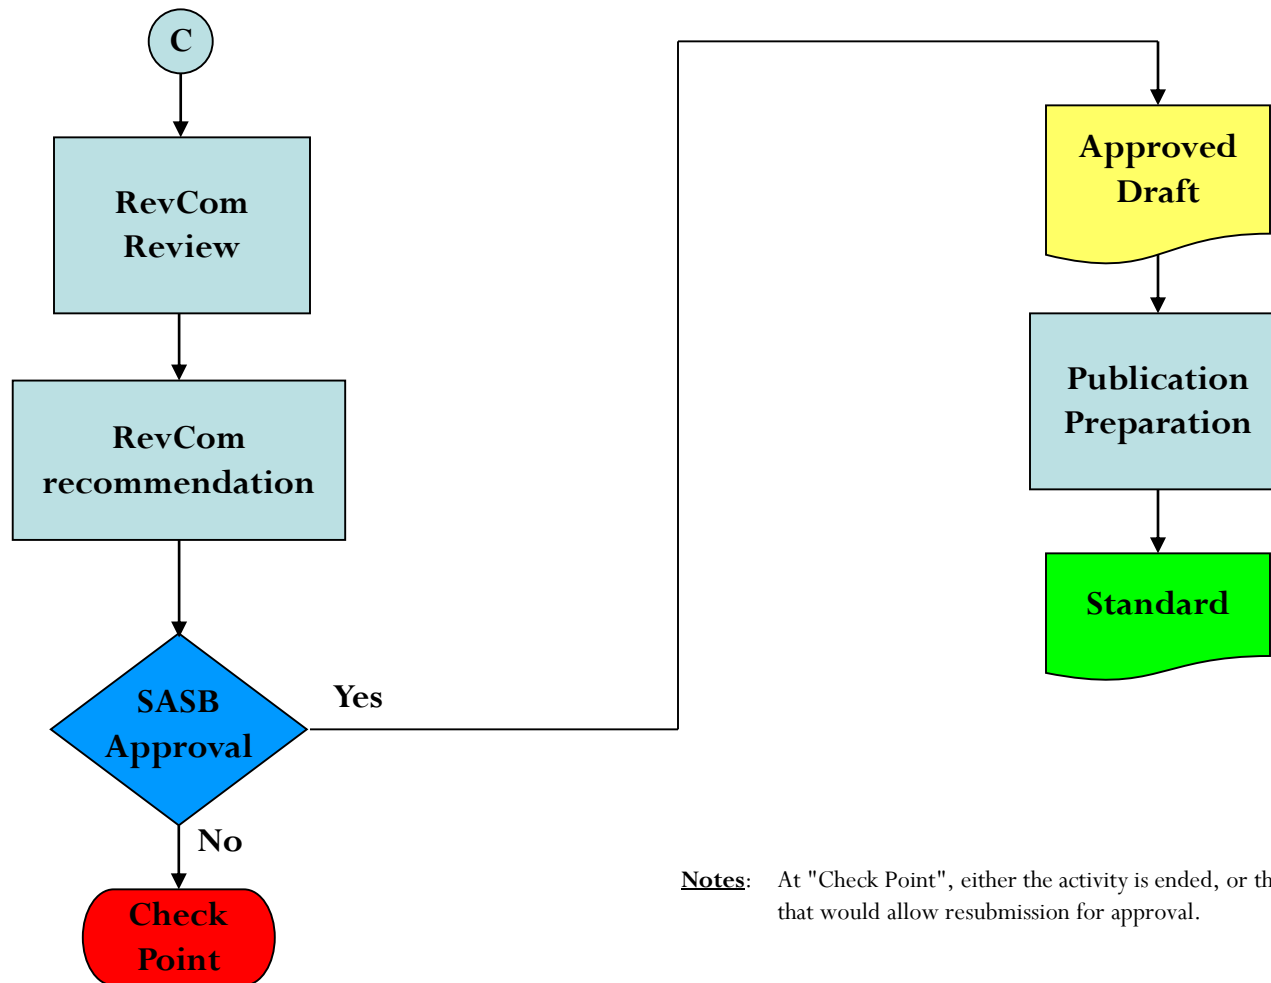 C
RevCom
Review
RevCom
recommendation
SASB
Approval
Yes
No
Check
Point
Approved
Draft
Publication
Preparation
Standard
Notes: At "Check Point", either the activity is ended, or
that would allow resubmission for approval.